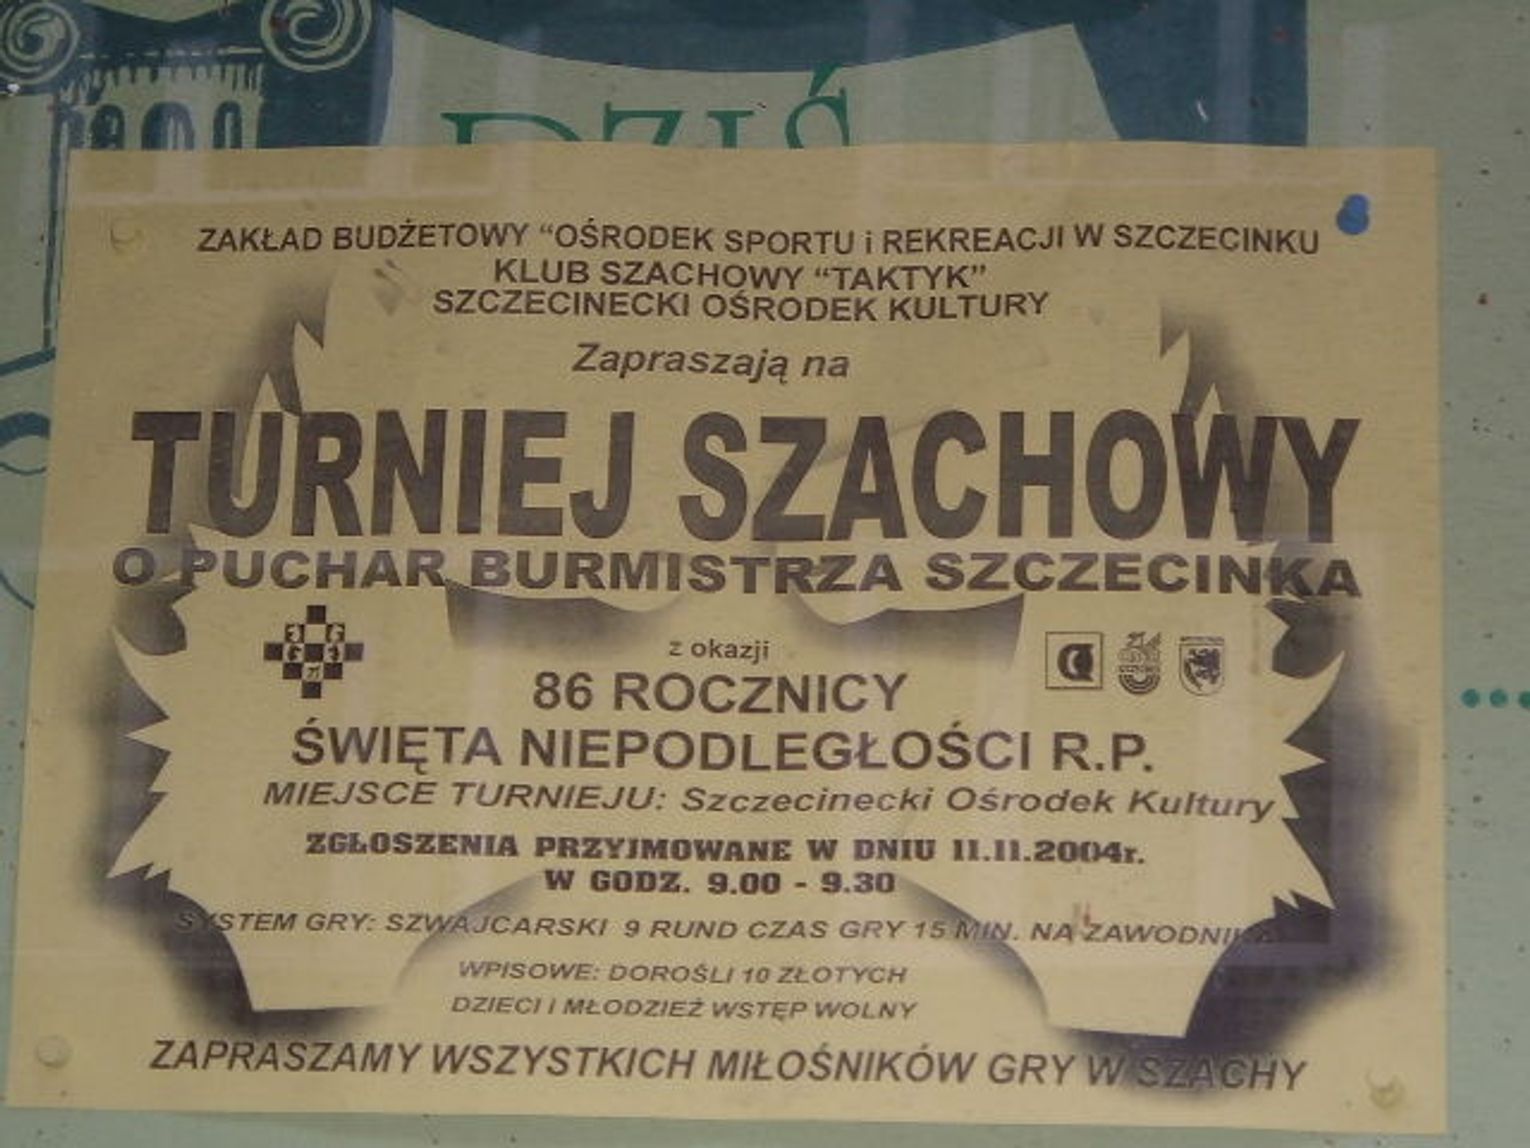 DZIŚ
ZAKŁAD BUDŻETOWY “OŚRODEK SPORTU i REKREACJI W SZCZECINKU
KLUB SZACHOWY “TAKTYK”
SZCZECINECKI OŚRODEK KULTURY
Zapraszają na
TURNIEJ SZACHOWY
O PUCHAR BURMISTRZA SZCZECINKA
z okazji
86 ROCZNICY
ŚWIĘTA NIEPODLEGŁOŚCI R.P.
MIEJSCE TURNIEJU: Szczecinecki Ośrodek Kultury
ZGŁOSZENIA PRZYJMOWANE W DNIU 11.11.2004r.
W GODZ. 9.00 - 9.30
SYSTEM GRY: SZWAJCARSKI 9 RUND CZAS GRY 15 MIN. NA ZAWODNIKA
WPISOWE: DOROŚLI 10 ZŁOTYCH
DZIECI I MŁODZIEŻ WSTĘP WOLNY
ZAPRASZAMY WSZYSTKICH MIŁOŚNIKÓW GRY W SZACHY